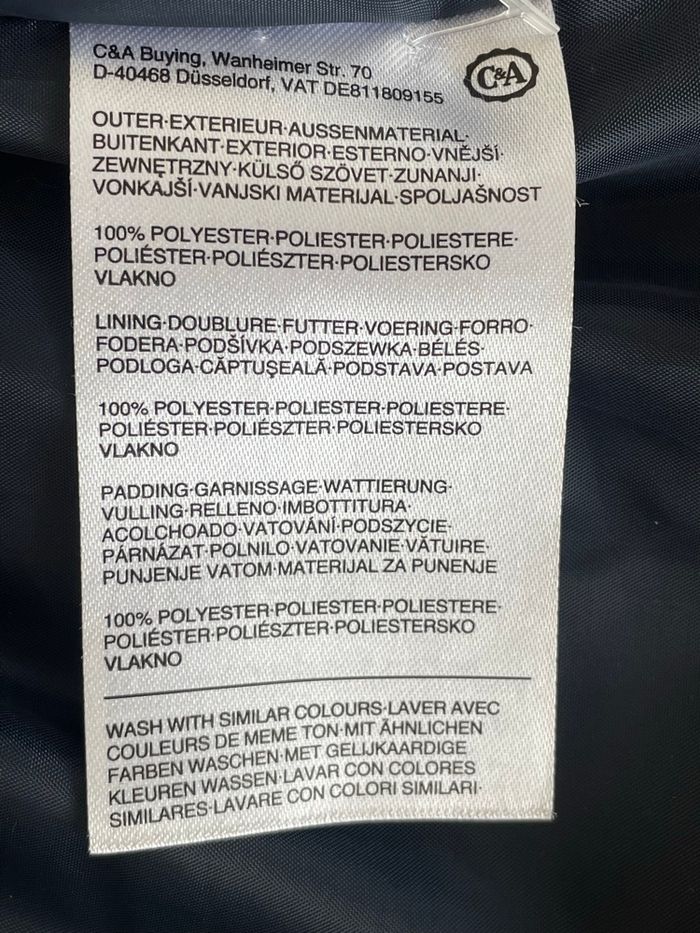 C&A Buying, Wanheimer Str. 70
D-40468 Düsseldorf, VAT DE811809155
C&A
OUTER·EXTERIEUR·AUSSENMATERIAL·
BUITENKANT·EXTERIOR·ESTERNO·VNĚJŠÍ·
ZEWNĘTRZNY·KÜLSŐ SZÖVET·ZUNANJI·
VONKAJŠÍ·VANJSKI MATERIJAL·SPOLJAŠNOST
100% POLYESTER·POLIESTER·POLIESTERE·
POLIÉSTER·POLIÉSZTER·POLIESTERSKO
VLAKNO
LINING·DOUBLURE·FUTTER·VOERING·FORRO·
FODERA·PODŠÍVKA·PODSZEWKA·BÉLÉS·
PODLOGA·CĂPTUŞEALĂ·PODSTAVA·POSTAVA
100% POLYESTER·POLIESTER·POLIESTERE·
POLIÉSTER·POLIÉSZTER·POLIESTERSKO
VLAKNO
PADDING·GARNISSAGE·WATTIERUNG·
VULLING·RELLENO·IMBOTTITURA·
ACOLCHOADO·VATOVÁNÍ·PODSZYCIE·
PÁRNÁZAT·POLNILO·VATOVANIE·VĂTUIRE·
PUNJENJE VATOM·MATERIJAL ZA PUNENJE
100% POLYESTER·POLIESTER·POLIESTERE·
POLIÉSTER·POLIÉSZTER·POLIESTERSKO
VLAKNO
WASH WITH SIMILAR COLOURS·LAVER AVEC
COULEURS DE MEME TON·MIT ÄHNLICHEN
FARBEN WASCHEN·MET GELIJKAARDIGE
KLEUREN WASSEN·LAVAR CON COLORES
SIMILARES·LAVARE CON COLORI SIMILARI·